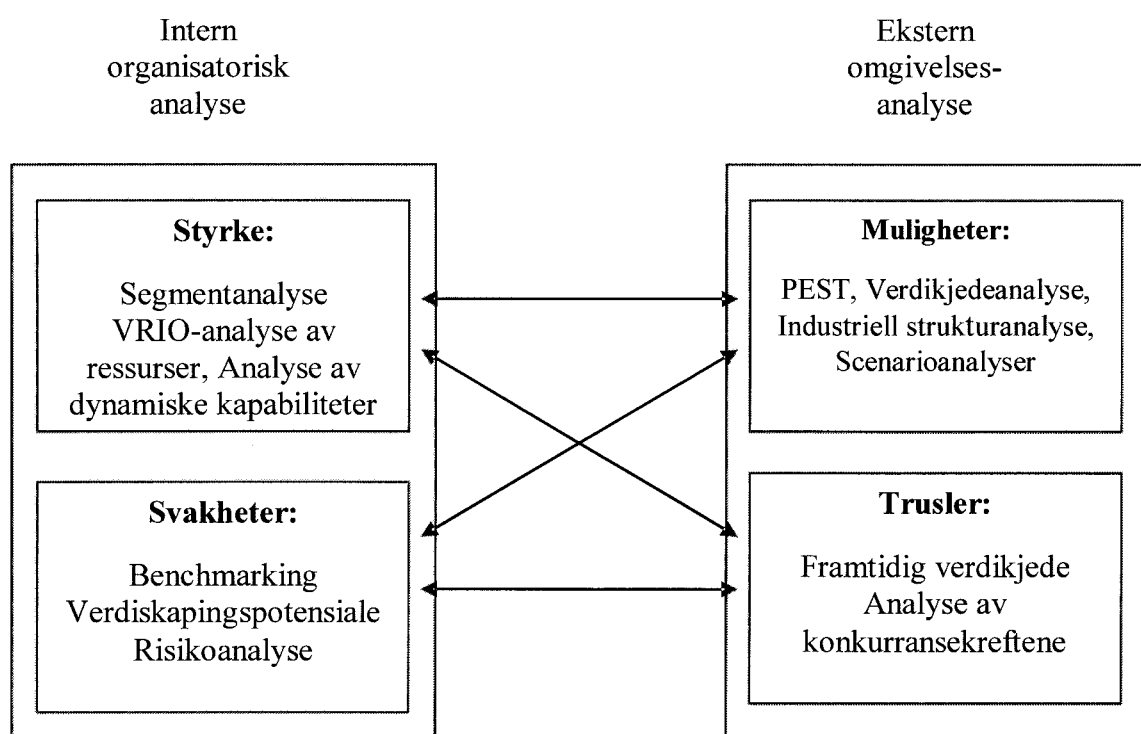 Intern
organisatorisk
analyse
Ekstern
omgivelses-
analyse
Styrke:
Segmentanalyse
VRIO-analyse av
ressurser, Analyse av
dynamiske kapabiliteter
Muligheter:
PEST, Verdikjedeanalyse,
Industriell strukturanalyse,
Scenarioanalyser
Svakheter:
Benchmarking
Verdiskapingspotensiale
Risikoanalyse
Trusler:
Framtidig verdikjede
Analyse av
konkurransekreftene